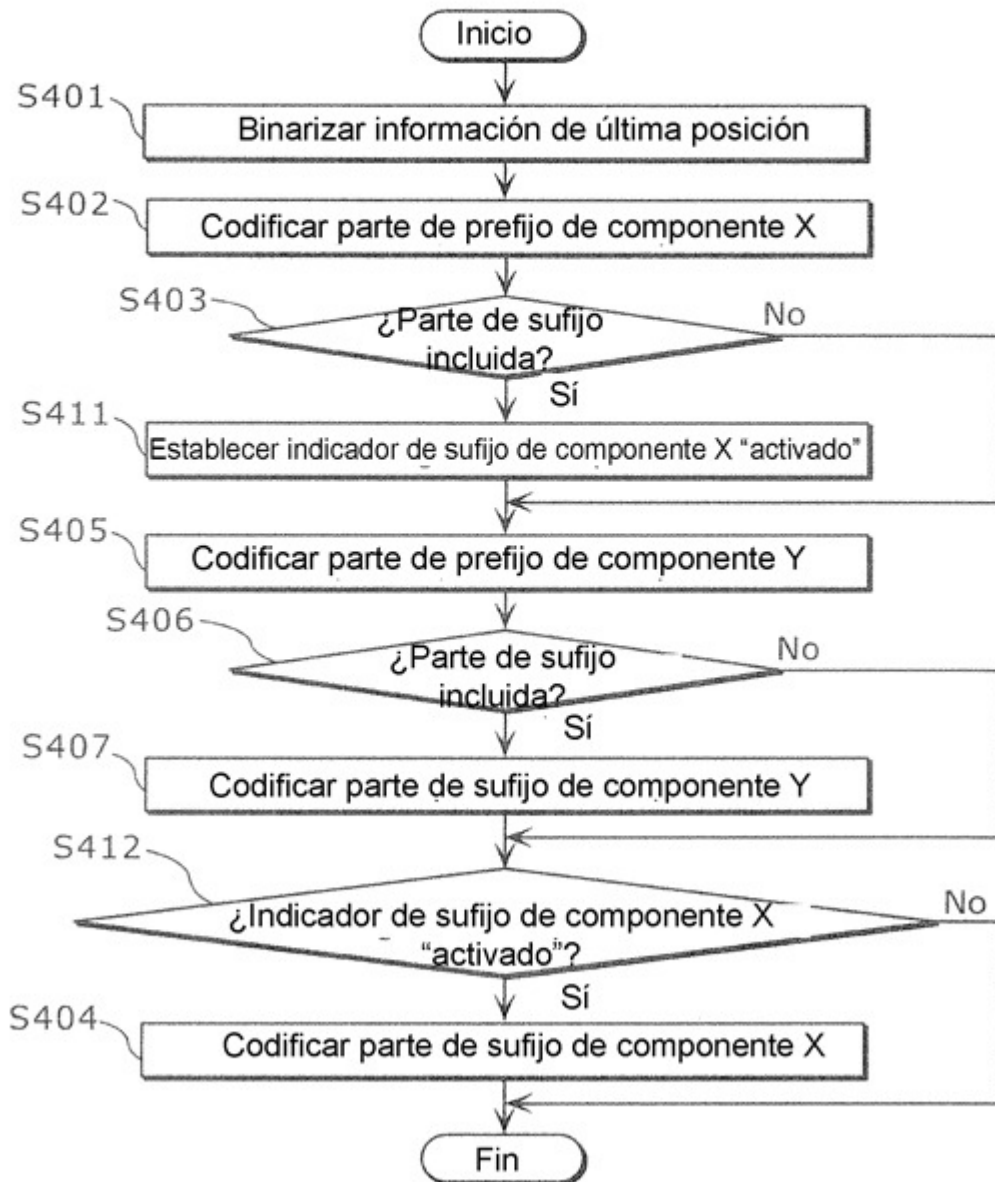 Inicio
S401
Binarizar información de última posición
S402
Codificar parte de prefijo de componente X
S403
¿Parte de sufijo
incluida?
No
Sí
S411
Establecer indicador de sufijo de componente X “activado”
S405
Codificar parte de prefijo de componente Y
S406
¿Parte de sufijo
incluida?
No
Sí
S407
Codificar parte de sufijo de componente Y
S412
¿Indicador de sufijo de componente X
“activado”?
No
Sí
S404
Codificar parte de sufijo de componente X
Fin